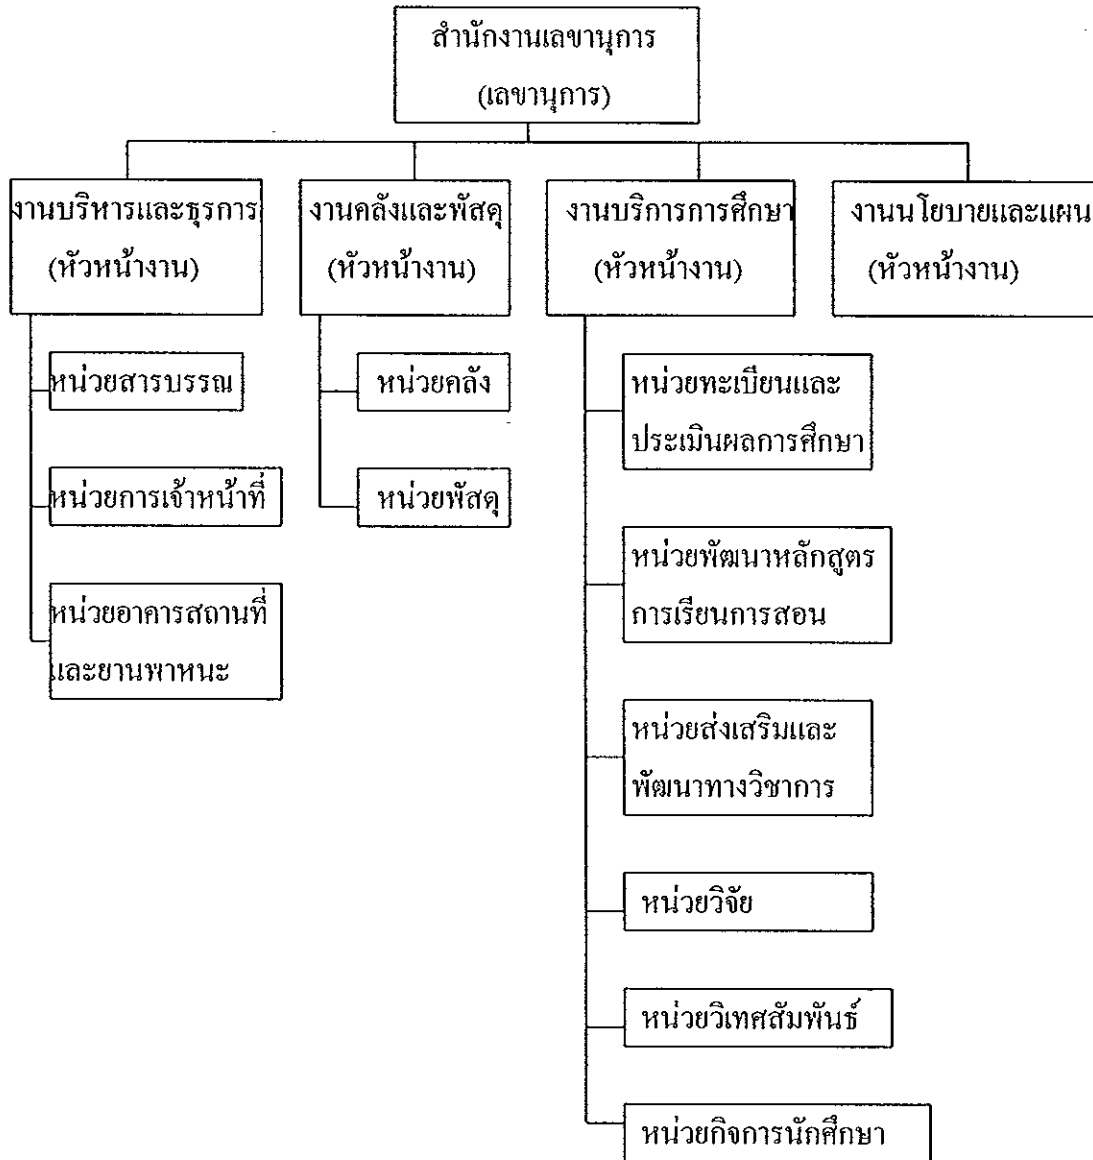 สำนักงานเลขานุการ
(เลขานุการ)
งานบริหารและธุรการ
(หัวหน้างาน)
งานคลังและพัสดุ
(หัวหน้างาน)
งานบริการการศึกษา
(หัวหน้างาน)
งานนโยบายและแผน
(หัวหน้างาน)
หน่วยสารบรรณ
หน่วยการเจ้าหน้าที่
หน่วยอาคารสถานที่
และยานพาหนะ
หน่วยคลัง
หน่วยพัสดุ
หน่วยทะเบียนและ
ประเมินผลการศึกษา
หน่วยพัฒนาหลักสูตร
การเรียนการสอน
หน่วยส่งเสริมและ
พัฒนาทางวิชาการ
หน่วยวิจัย
หน่วยวิเทศสัมพันธ์
หน่วยกิจการนักศึกษา